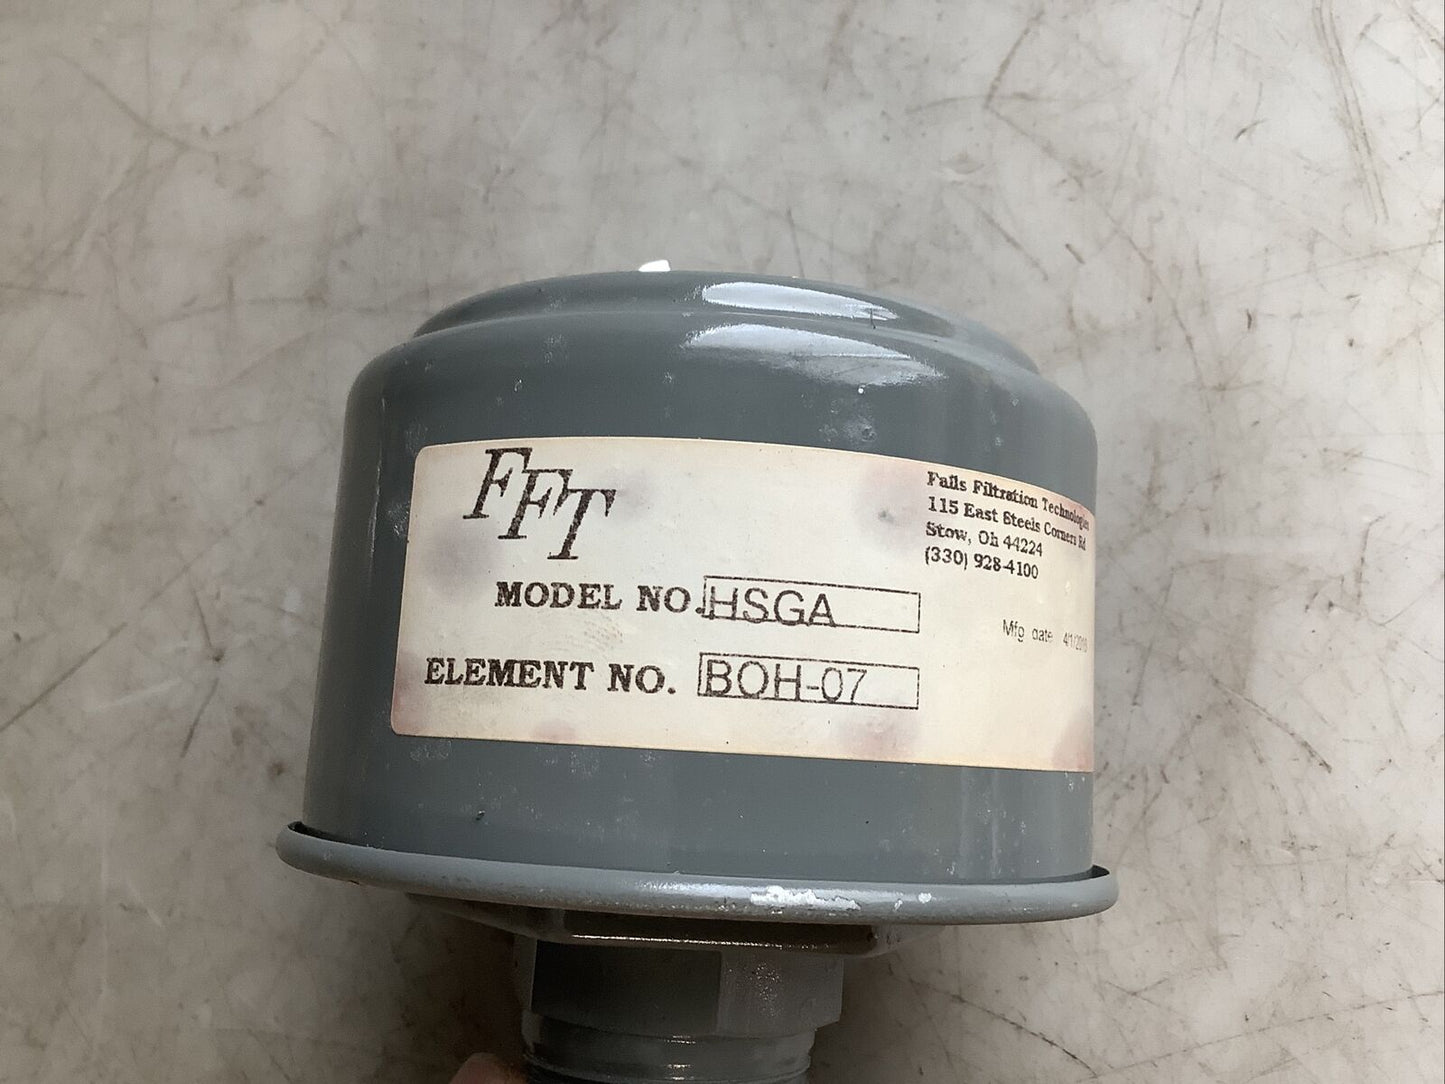 FFT
Falls Filtration Technologies
115 East Steels Corners Rd
Stow, Oh 44224
(330) 928-4100
MODEL NO. HSGA
Mfg date
ELEMENT NO. BOH-07